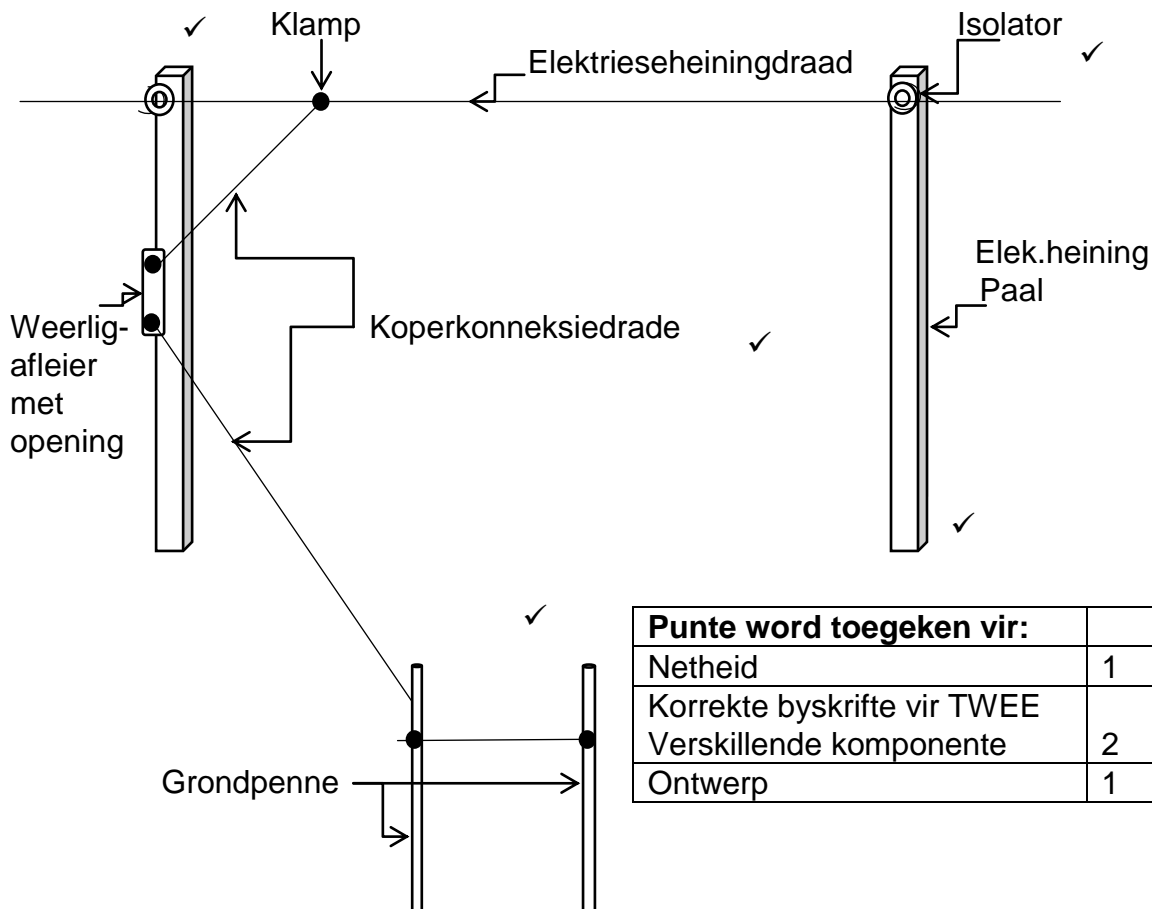 Klamp
Isolator
Elektrieseheiningdraad
Elek.heining
Paal
Weerlig-
afleier
met
opening
Koperkonneksiedrade
Grondpenne
Punte word toegeken vir:
Netheid 1
Korrekte byskrifte vir TWEE
Verskillende komponente 2
Ontwerp 1